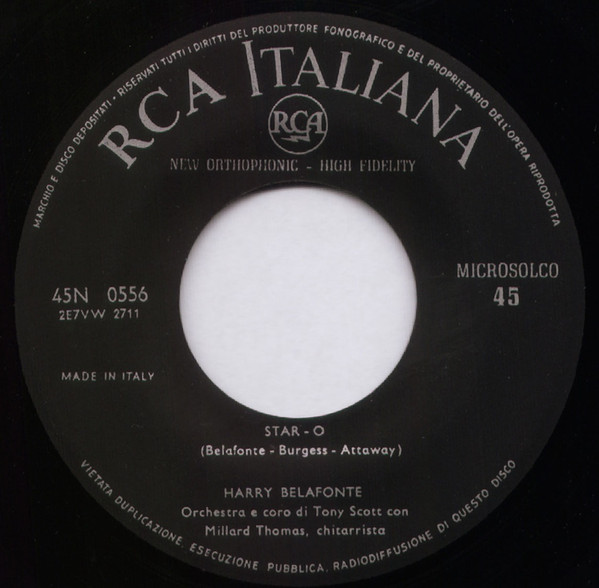 MARCHIO E DISCO DEPOSITATI - RISERVATI TUTTI I DIRITTI DEL PRODUTTORE FONOGRAFICO E DEL PROPRIETARIO DELL'OPERA RIPRODOTTA
RCA ITALIANA
RCA
NEW ORTHOPHONIC - HIGH FIDELITY
MICROSOLCO
45
45N 0556
2E7VW 2711
MADE IN ITALY
STAR - O
(Belafonte - Burgess - Attaway)
HARRY BELAFONTE
Orchestra e coro di Tony Scott con
Millard Thomas, chitarrista
VIETATA DUPLICAZIONE, ESECUZIONE PUBBLICA, RADIODIFFUSIONE DI QUESTO DISCO